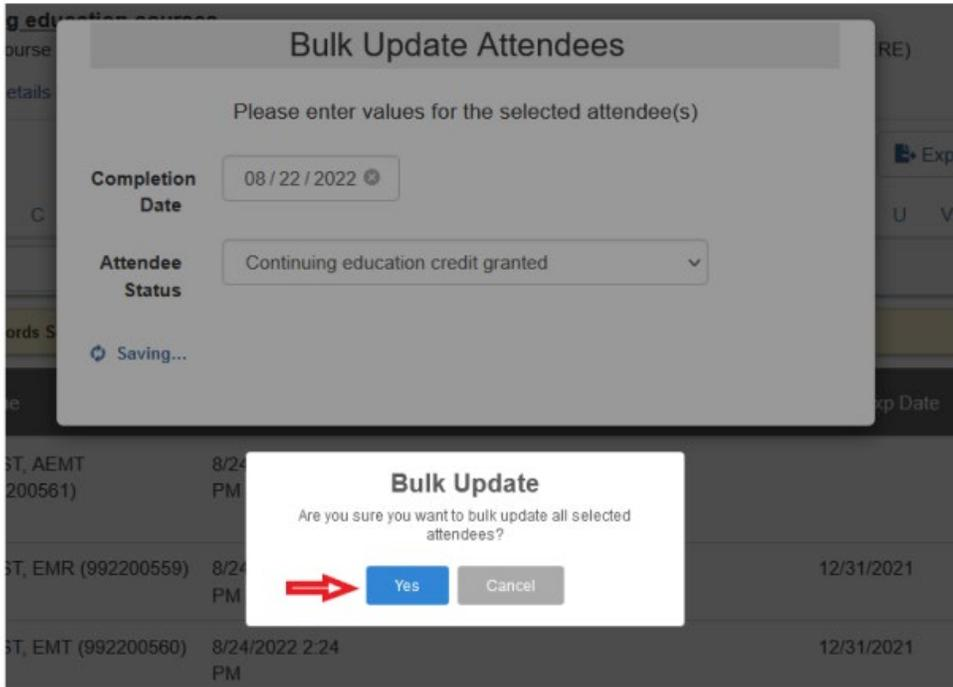 g education courses
Bulk Update Attendees
ourse
RE)
etails
Please enter values for the selected attendee(s)
Exp
Completion
Date
08 / 22 / 2022
C
U V
Attendee
Status
Continuing education credit granted
ords S
Saving...
e
xp Date
ST, AEMT
200561)
8/24
PM
Bulk Update
Are you sure you want to bulk update all selected
attendees?
ST, EMR (992200559)
8/24
PM
12/31/2021
Yes
Cancel
ST, EMT (992200560)
8/24/2022 2:24
PM
12/31/2021